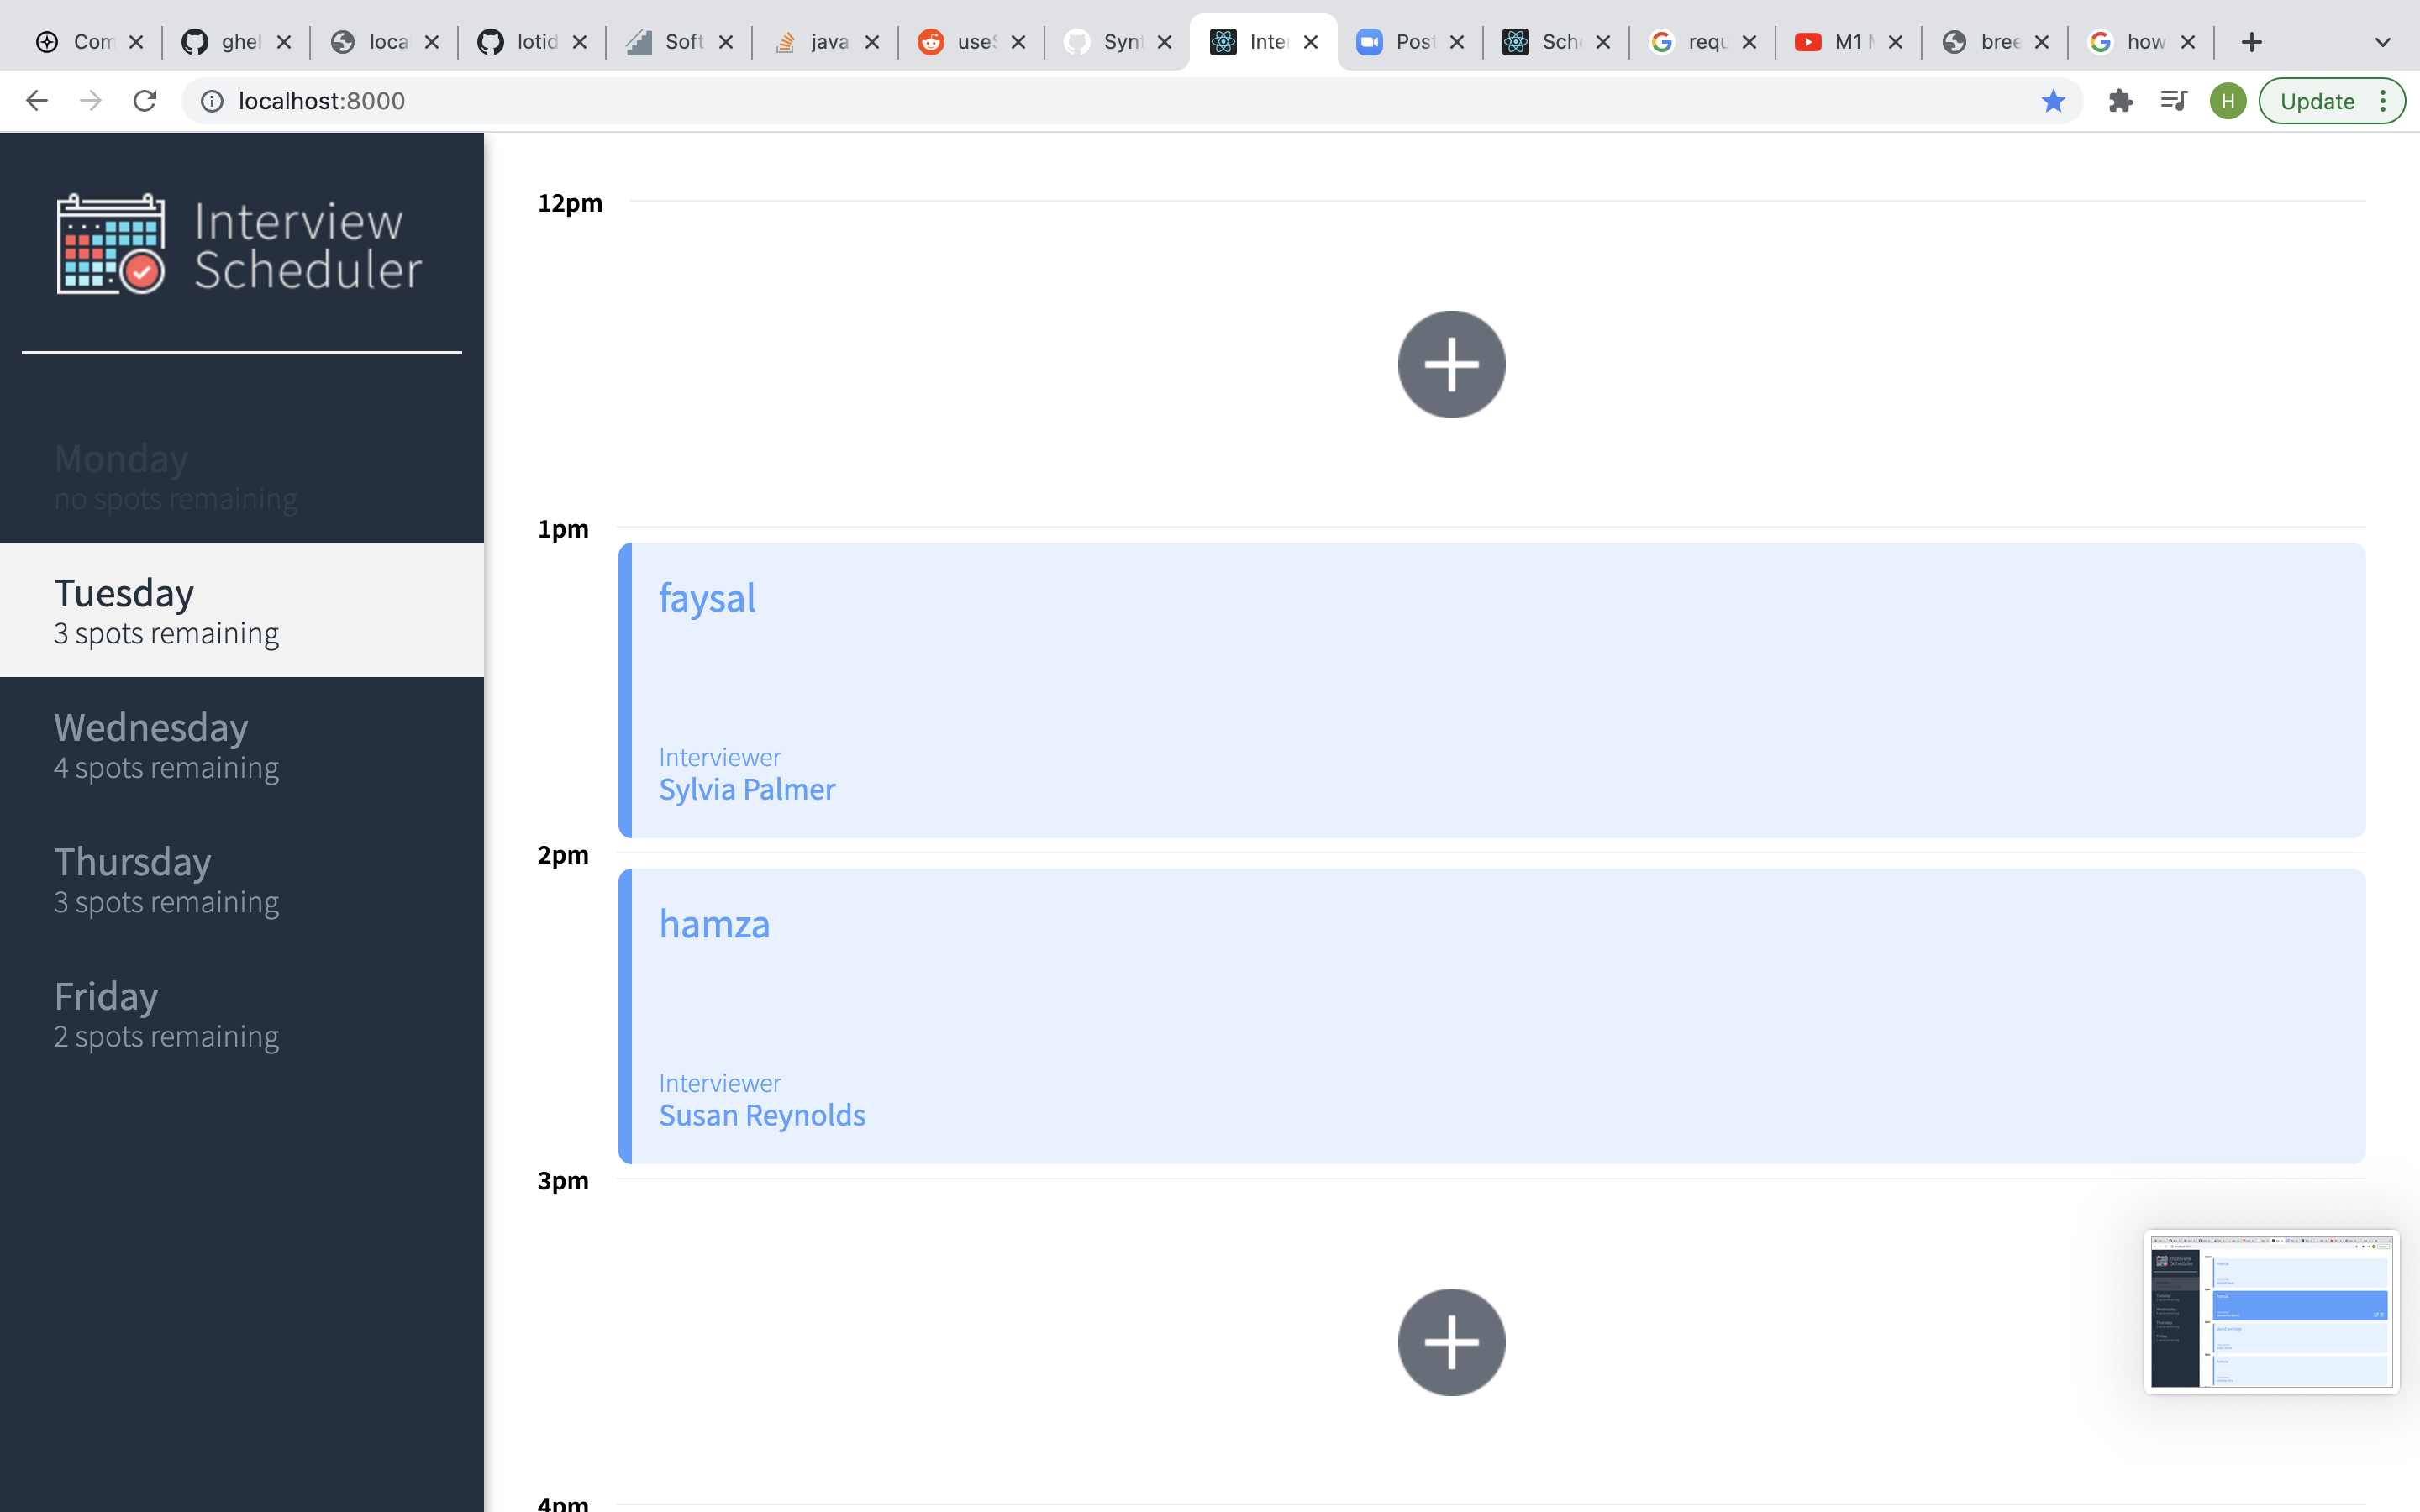 Com
ghel
loca
lotid
Soft
java
use
Syn
Inte
Post
Sch
requ
M1
bree
how
localhost:8000
H
Update
Interview
Scheduler
Monday
no spots remaining
Tuesday
3 spots remaining
Wednesday
4 spots remaining
Thursday
3 spots remaining
Friday
2 spots remaining
12pm
1pm
faysal
Interviewer
Sylvia Palmer
2pm
hamza
Interviewer
Susan Reynolds
3pm
4pm